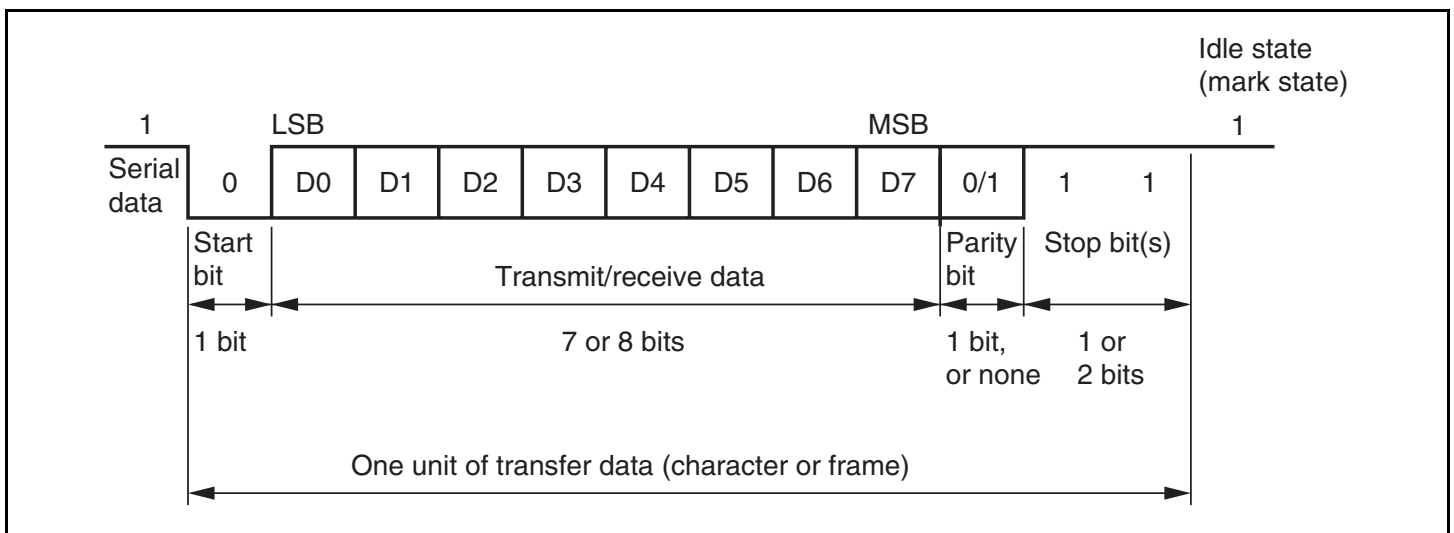 Idle state
(mark state)
1 LSB MSB 1
Serial
data
0 D0 D1 D2 D3 D4 D5 D6 D7 0/1 1 1
Start
bit
Transmit/receive data
Parity
bit
Stop bit(s)
1 bit
7 or 8 bits
1 bit,
or none
1 or
2 bits
One unit of transfer data (character or frame)